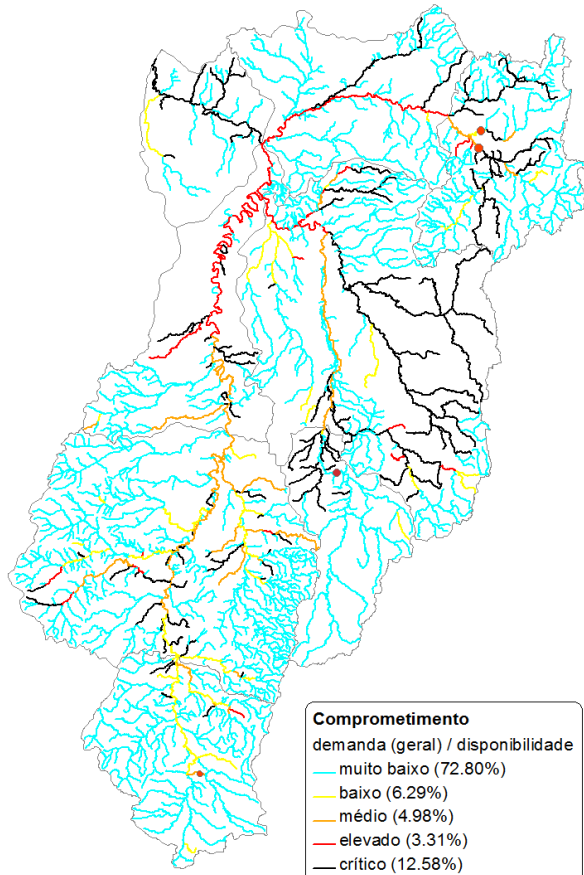 Comprometimento
demanda (geral) / disponibilidade
muito baixo (72.80%)
baixo (6.29%)
médio (4.98%)
elevado (3.31%)
crítico (12.58%)